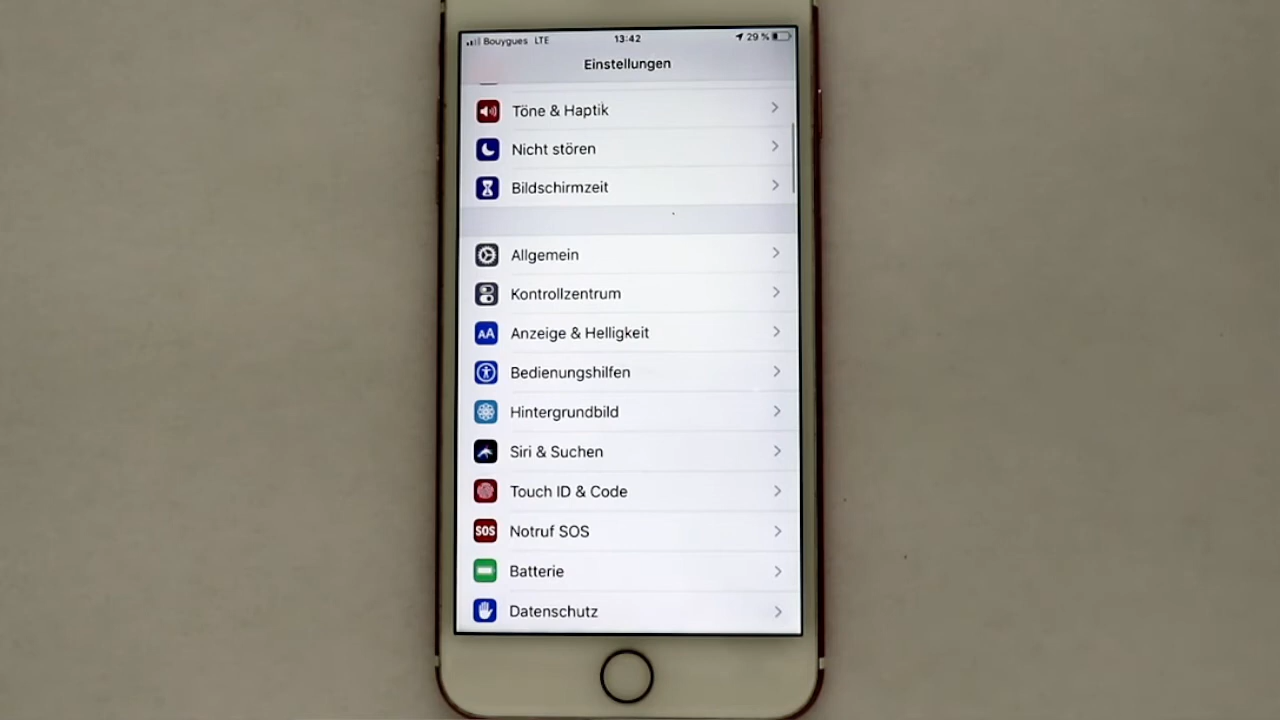 Bouygues LTE 13:42 29 %
Einstellungen
Töne & Haptik
Nicht stören
Bildschirmzeit
Allgemein
Kontrollzentrum
AA Anzeige & Helligkeit
Bedienungshilfen
Hintergrundbild
Siri & Suchen
Touch ID & Code
SOS Notruf SOS
Batterie
Datenschutz